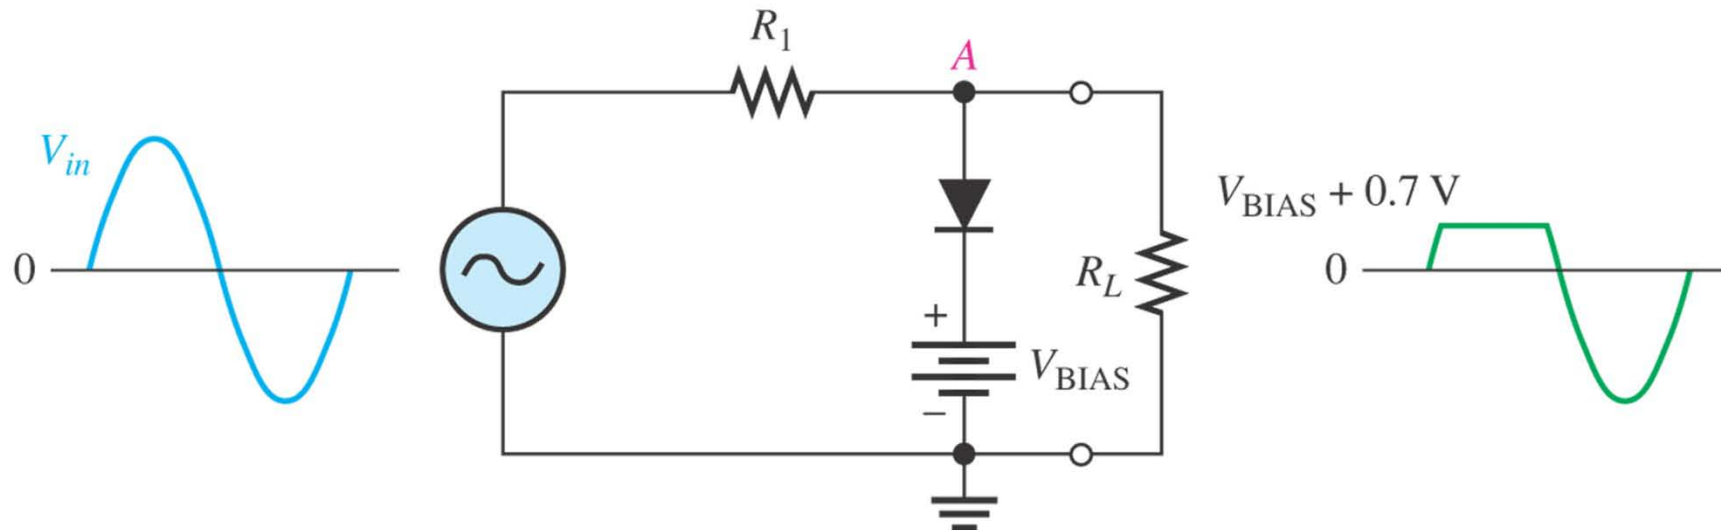 R1
A
Vin
VBIAS + 0.7 V
0
RL
0
+
VBIAS
−